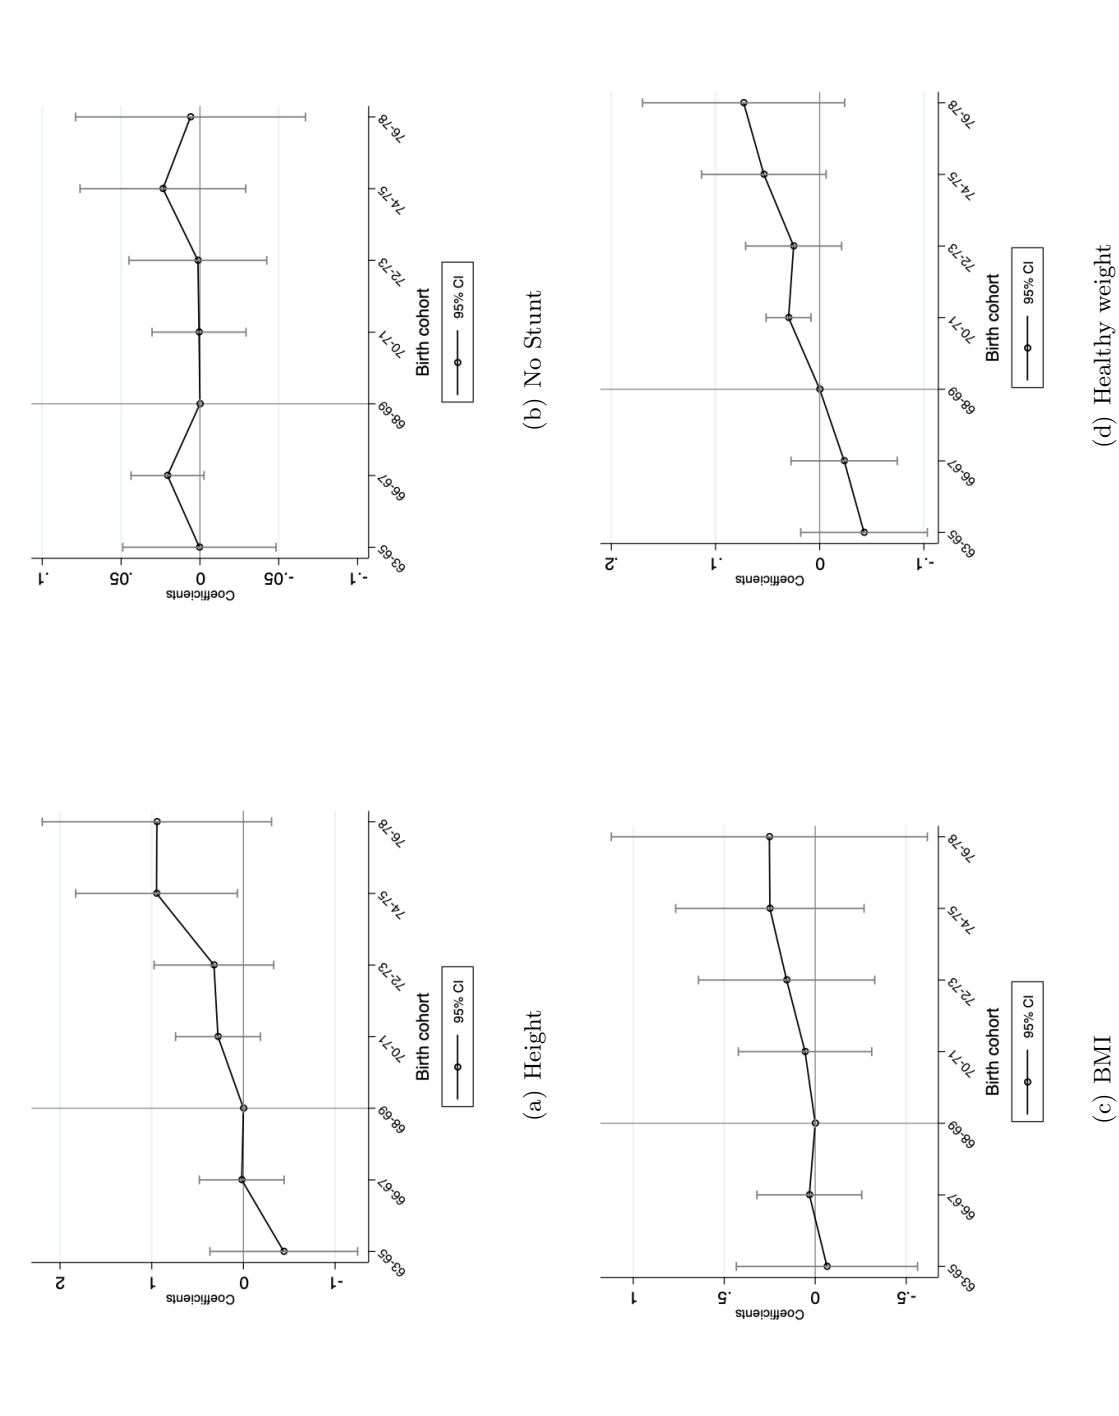 2
1
0
-1
Coefficients
63-65
66-67
68-69
70-71
72-73
74-75
76-78
Birth cohort
95% CI
(a) Height
.1
.05
0
-.05
-.1
Coefficients
63-65
66-67
68-69
70-71
72-73
74-75
76-78
Birth cohort
95% CI
(b) No Stunt
1
.5
0
-.5
Coefficients
63-65
66-67
68-69
70-71
72-73
74-75
76-78
Birth cohort
95% CI
(c) BMI
.2
.1
0
-.1
Coefficients
63-65
66-67
68-69
70-71
72-73
74-75
76-78
Birth cohort
95% CI
(d) Healthy weight